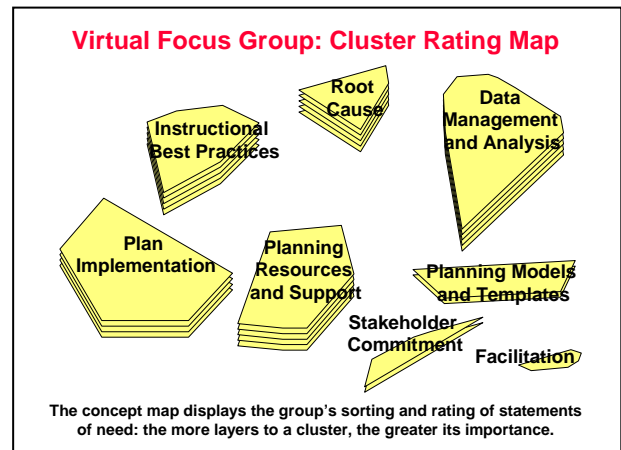 Virtual Focus Group: Cluster Rating Map
Root
Cause
Data
Management
and Analysis
Instructional
Best Practices
Plan
Implementation
Planning
Resources
and Support
Planning Models
and Templates
Stakeholder
Commitment
Facilitation
The concept map displays the group's sorting and rating of statements
of need: the more layers to a cluster, the greater its importance.